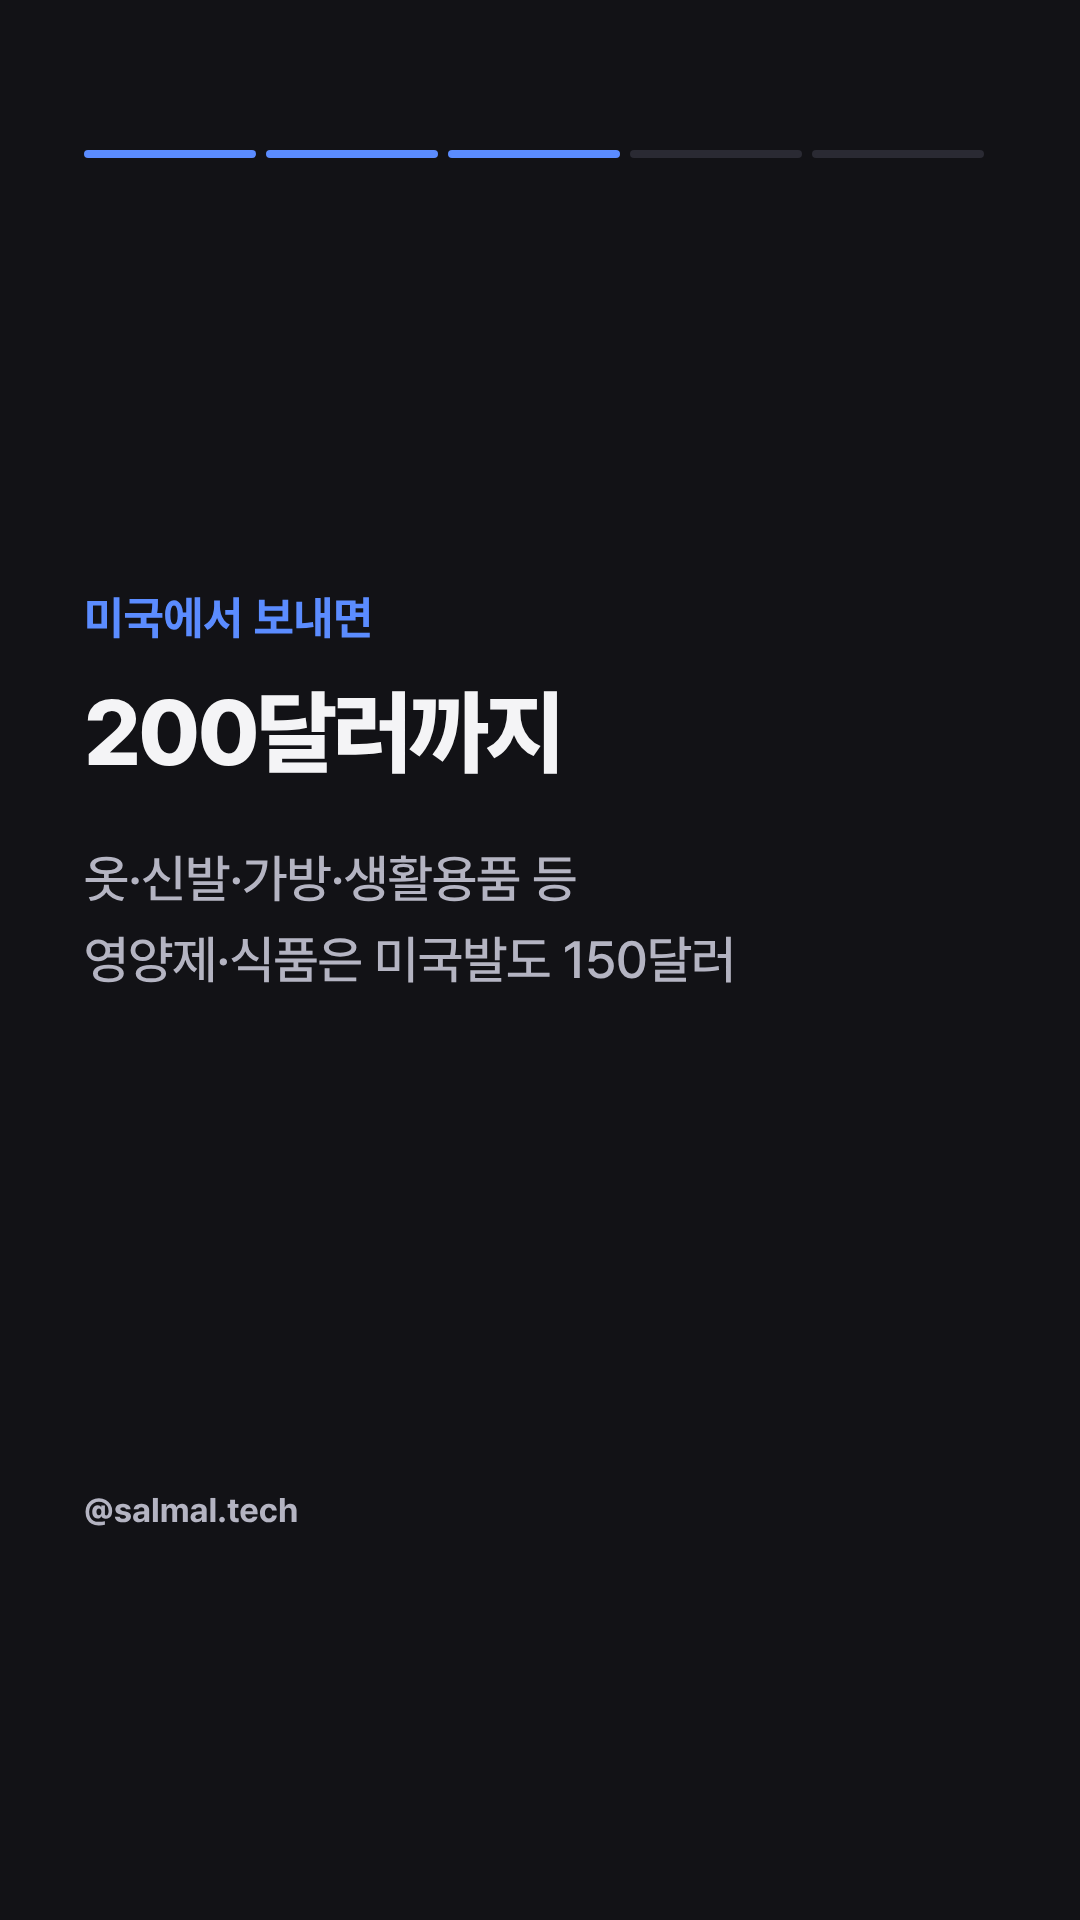 미국에서 보내면
200달러까지
옷·신발·가방·생활용품 등
영양제·식품은 미국발도 150달러
@salmal.tech